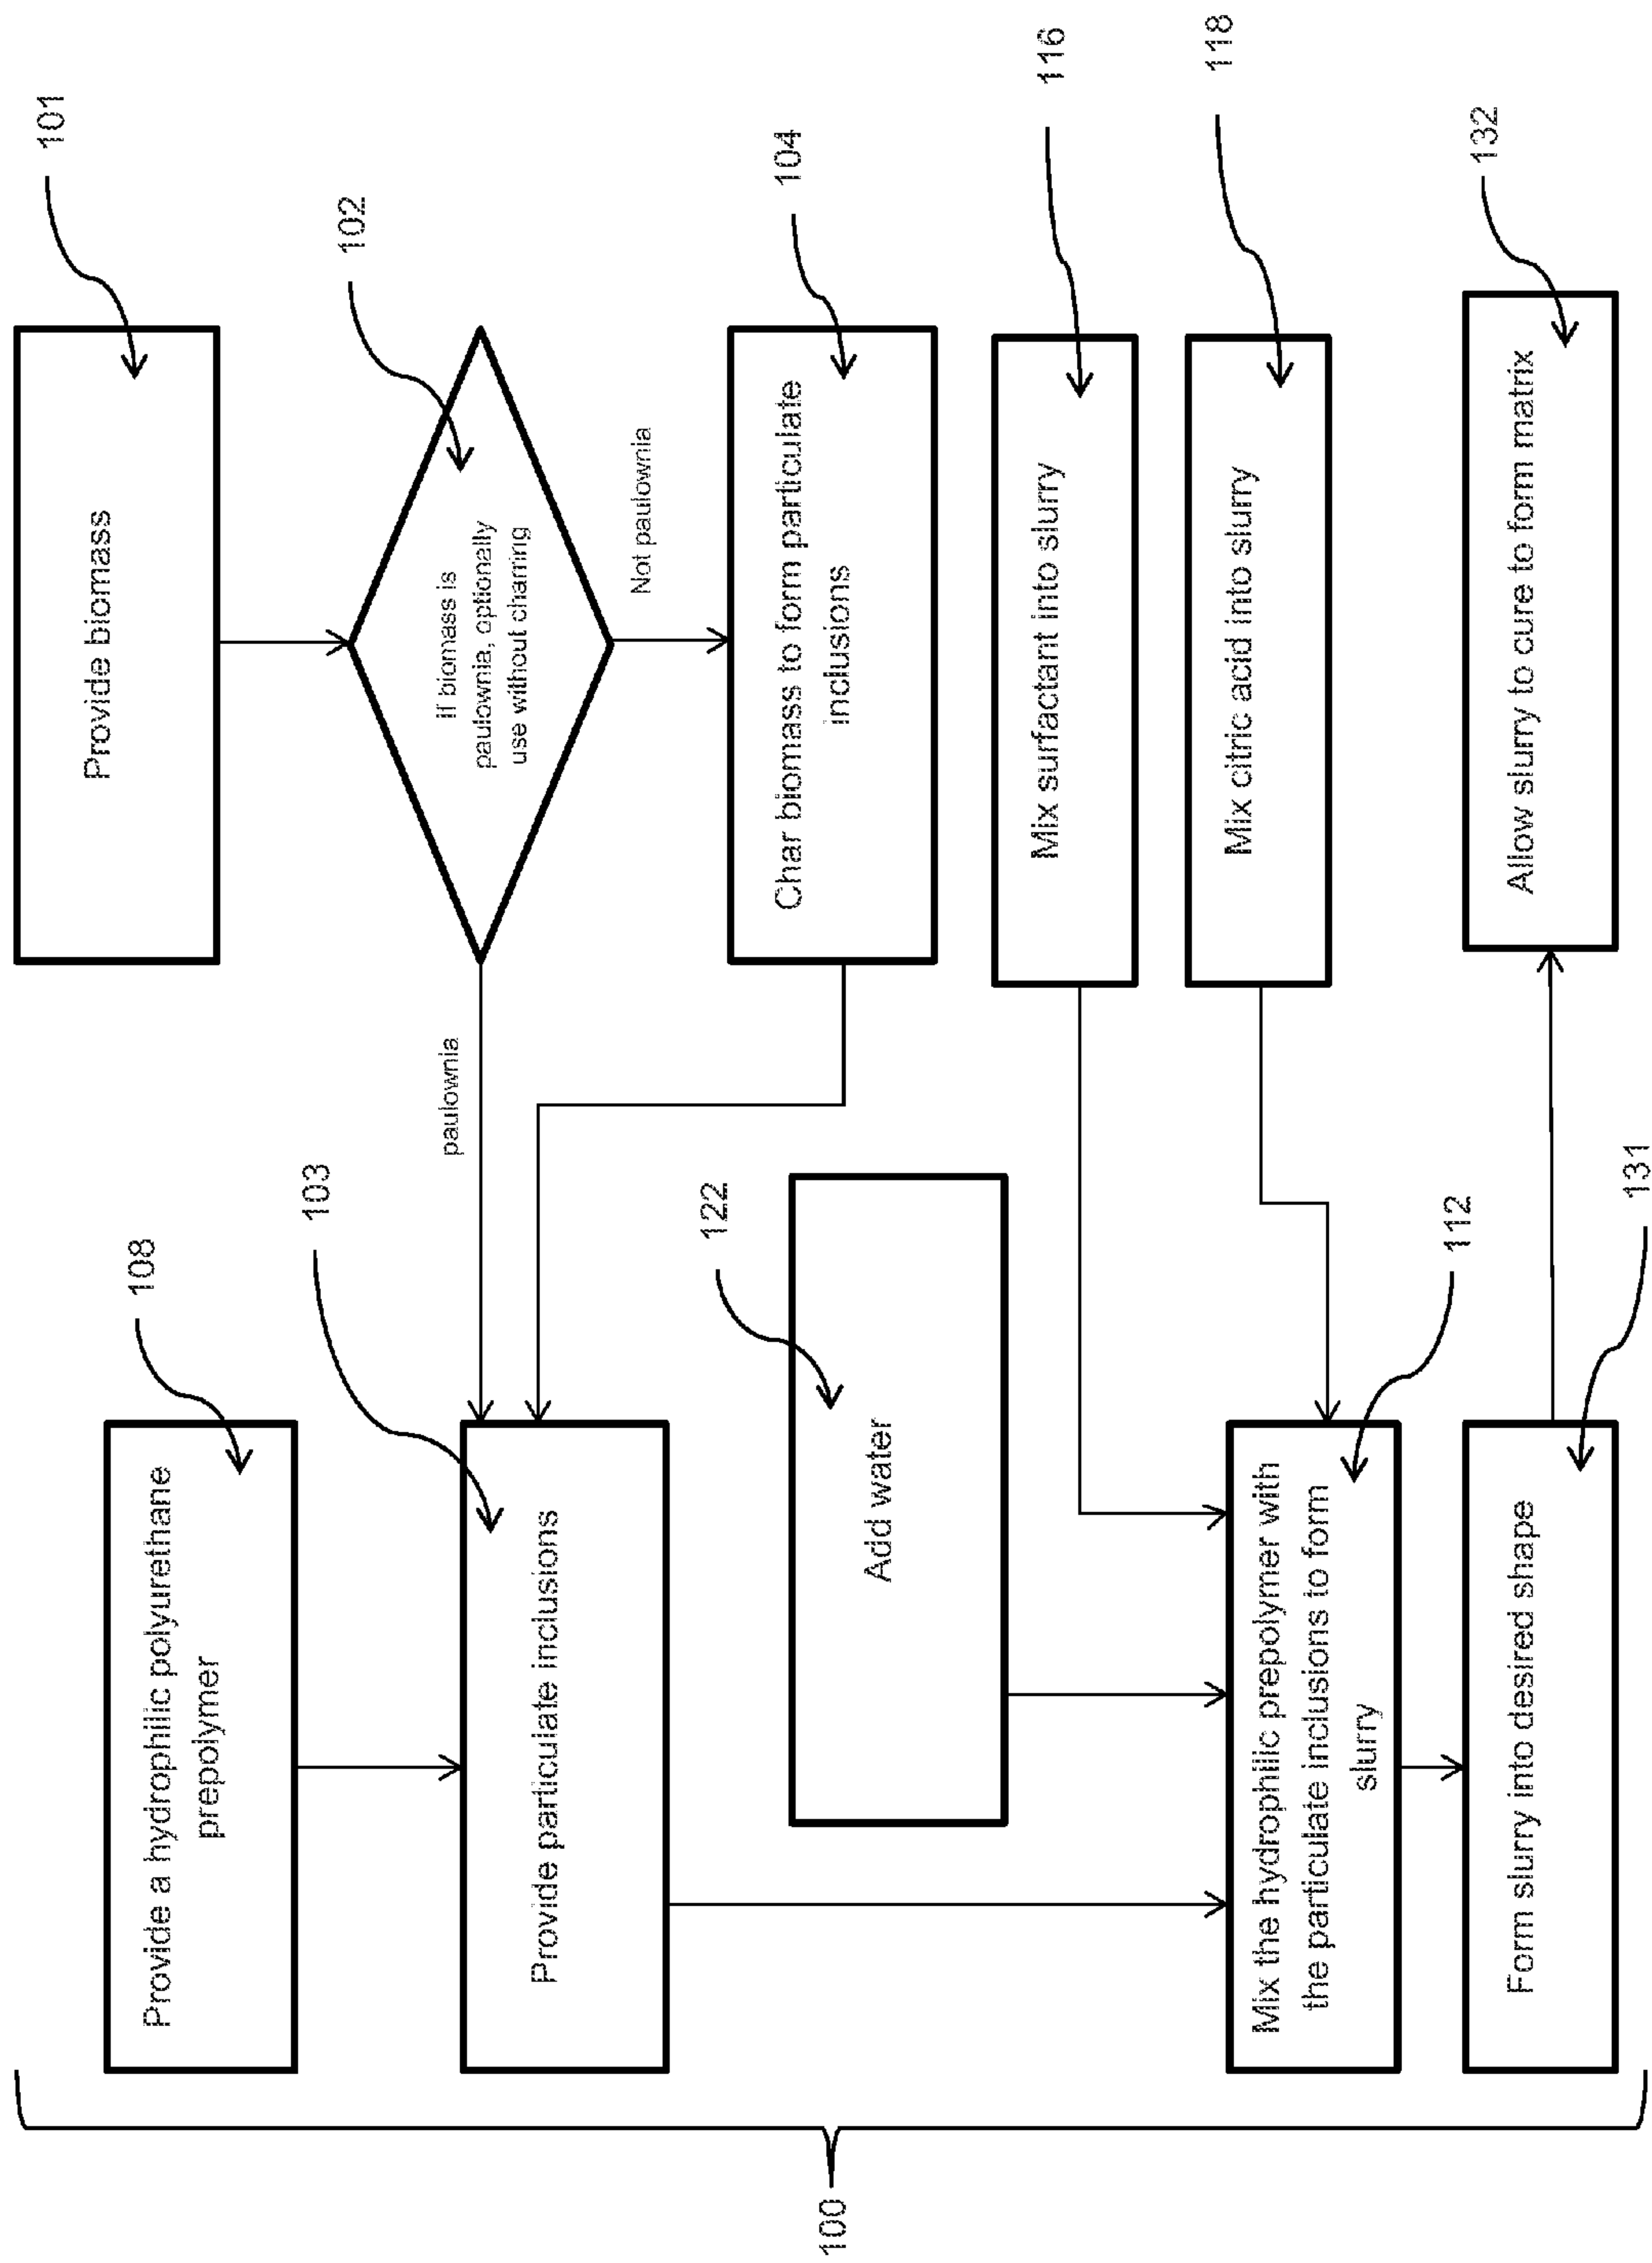 100
108
Provide a hydrophilic polyurethane
prepolymer
101
Provide biomass
102
If biomass is
paulownia, optionally
use without charring
paulownia
Not paulownia
103
Provide particulate inclusions
104
Char biomass to form particulate
inclusions
122
Add water
116
Mix surfactant into slurry
118
Mix citric acid into slurry
112
Mix the hydrophilic prepolymer with
the particulate inclusions to form
slurry
131
Form slurry into desired shape
132
Allow slurry to cure to form matrix